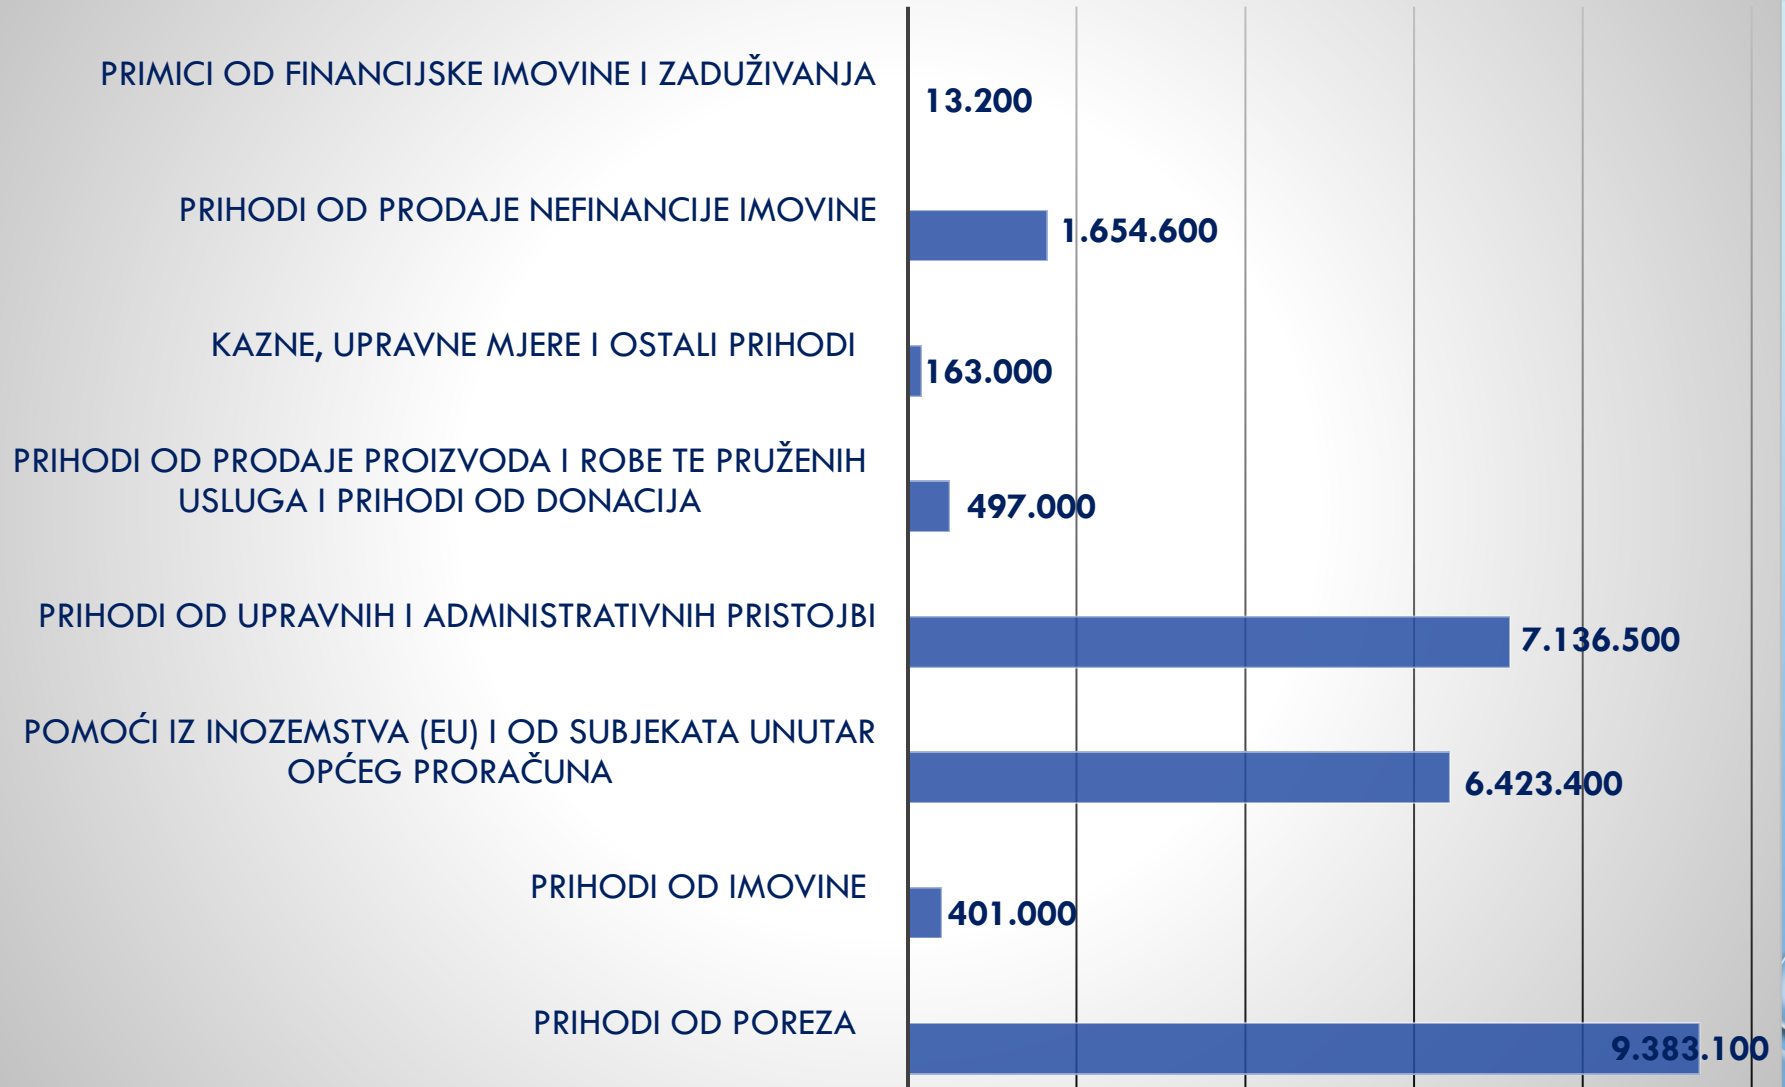 PRIMICI OD FINANCIJSKE IMOVINE I ZADUŽIVANJA
13.200
PRIHODI OD PRODAJE NEFINANCIJE IMOVINE
1.654.600
KAZNE, UPRAVNE MJERE I OSTALI PRIHODI
163.000
PRIHODI OD PRODAJE PROIZVODA I ROBE TE PRUŽENIH
USLUGA I PRIHODI OD DONACIJA
497.000
PRIHODI OD UPRAVNIH I ADMINISTRATIVNIH PRISTOJBI
7.136.500
POMOĆI IZ INOZEMSTVA (EU) I OD SUBJEKATA UNUTAR
OPĆEG PRORAČUNA
6.423.400
PRIHODI OD IMOVINE
401.000
PRIHODI OD POREZA
9.383.100